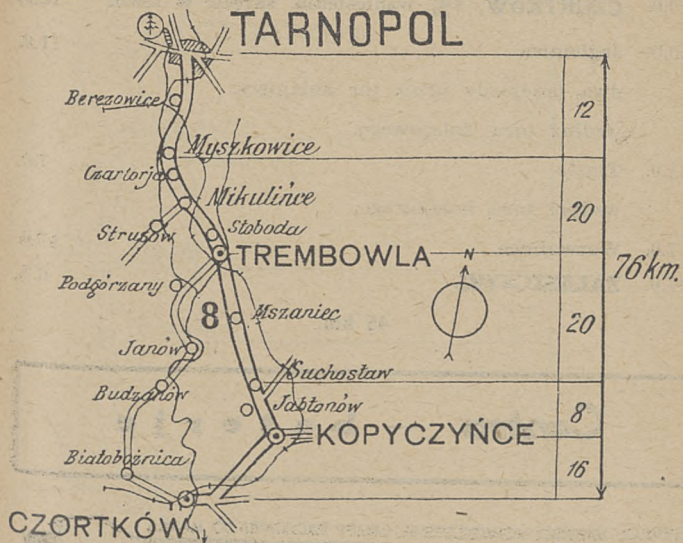 TARNOPOL
Berezowice
12
Myszkowice
Czartorja
Mikulińce
20
Strusów
Słoboda
TREMBOWLA
N
76 km.
Podgórzany
8
Mszaniec
20
Janów
Suchostaw
Budzanów
Jabłonów
8
KOPYCZYŃCE
Białobożnica
16
CZORTKÓW